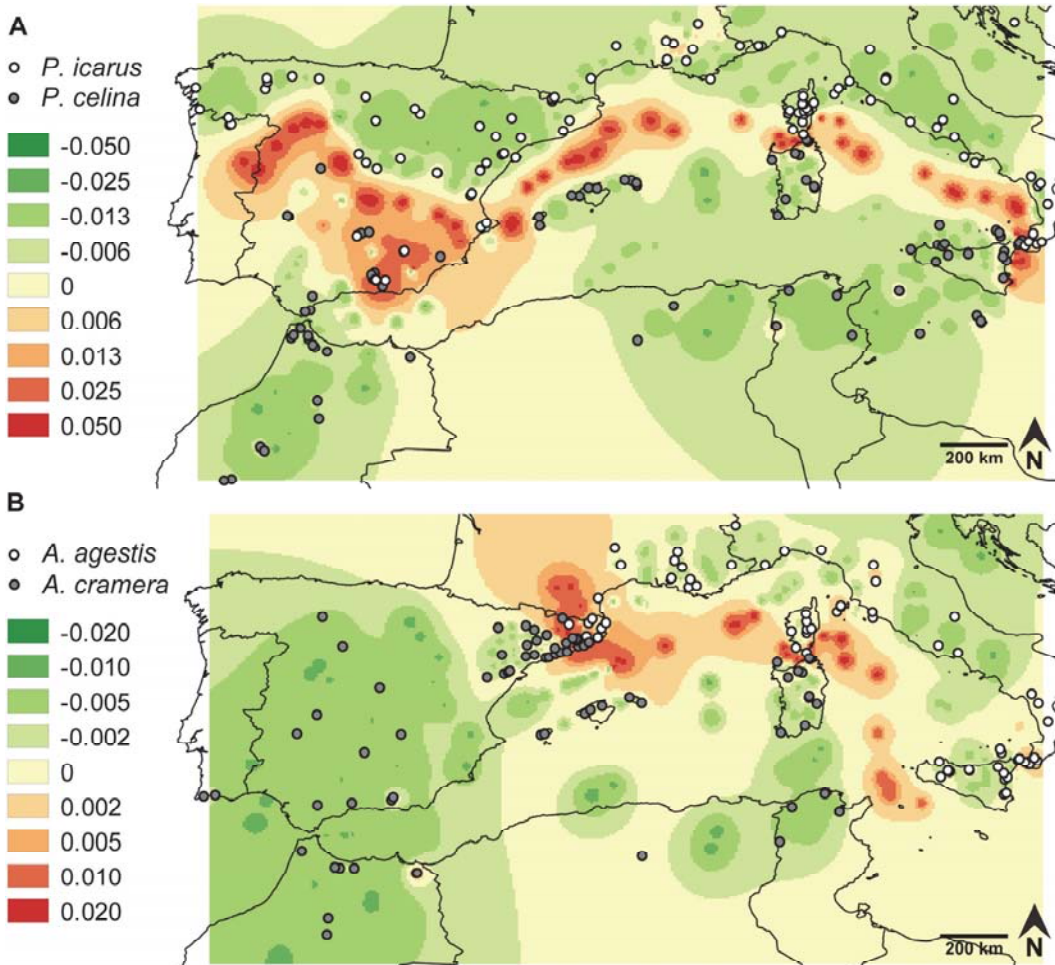 A
P. icarus
P. celina
-0.050
-0.025
-0.013
-0.006
0
0.006
0.013
0.025
0.050
200 km
N
B
A. agestis
A. cramera
-0.020
-0.010
-0.005
-0.002
0
0.002
0.005
0.010
0.020
200 km
N